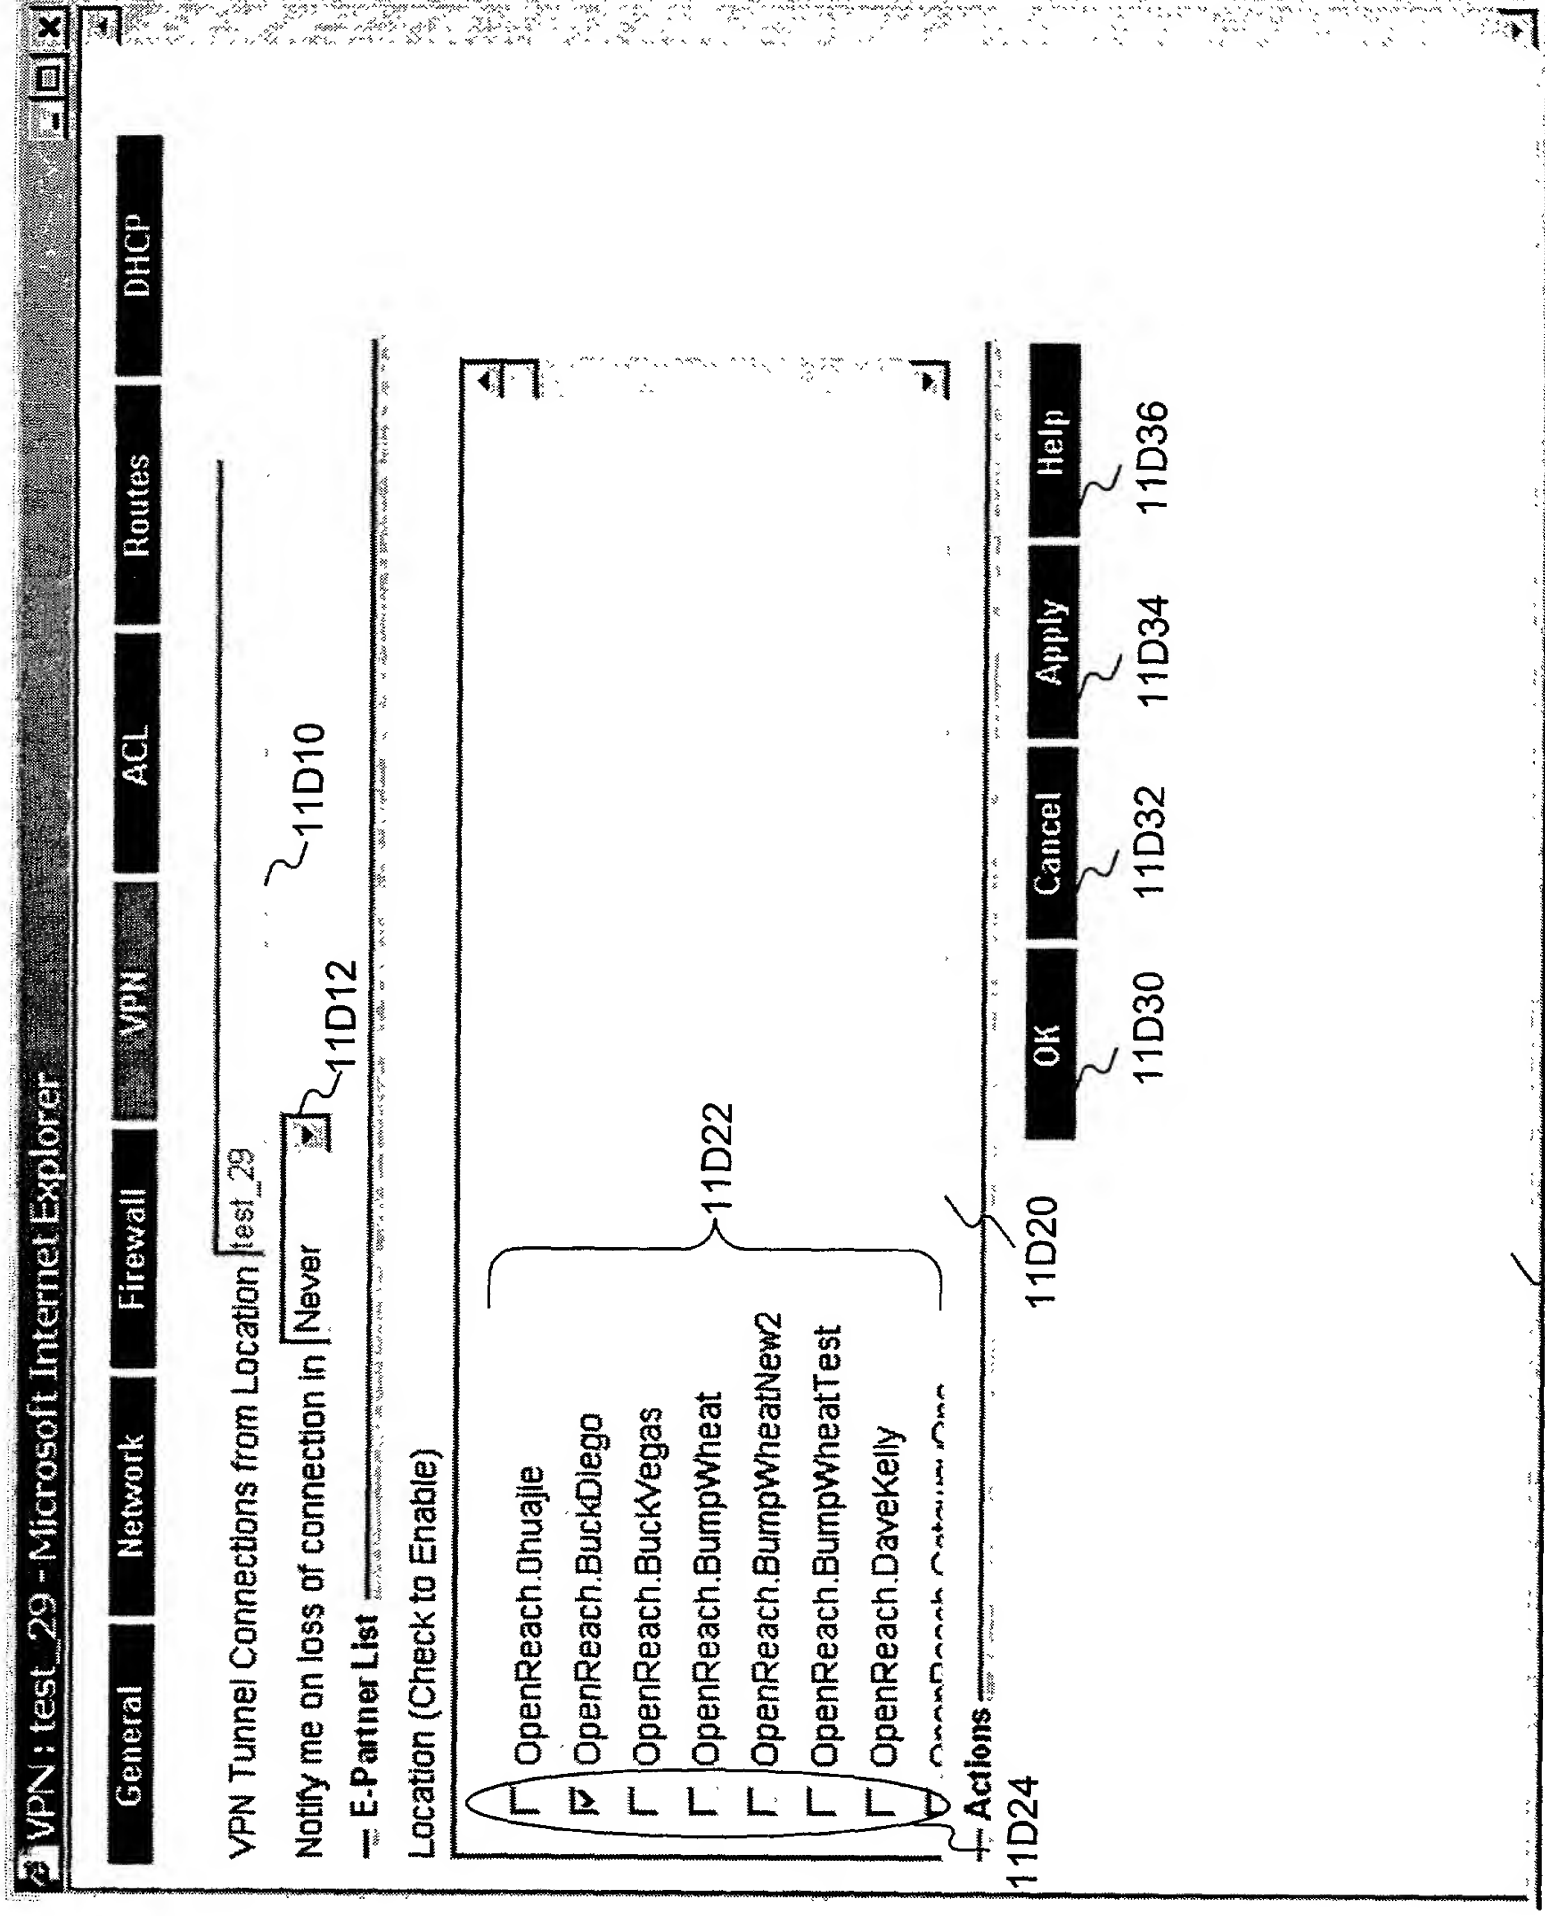 VPN : test_29 - Microsoft Internet Explorer
General Network Firewall VPN ACL Routes DHCP
VPN Tunnel Connections from Location test_29
11D10
Notify me on loss of connection in Never
11D12
E-Partner List
Location (Check to Enable)
OpenReach.0huajie
OpenReach.BuckDiego
OpenReach.BuckVegas
OpenReach.BumpWheat
11D22
OpenReach.BumpWheatNew2
OpenReach.BumpWheatTest
OpenReach.DaveKelly
Actions
11D24
11D20
OK Cancel Apply Help
11D30 11D32 11D34 11D36